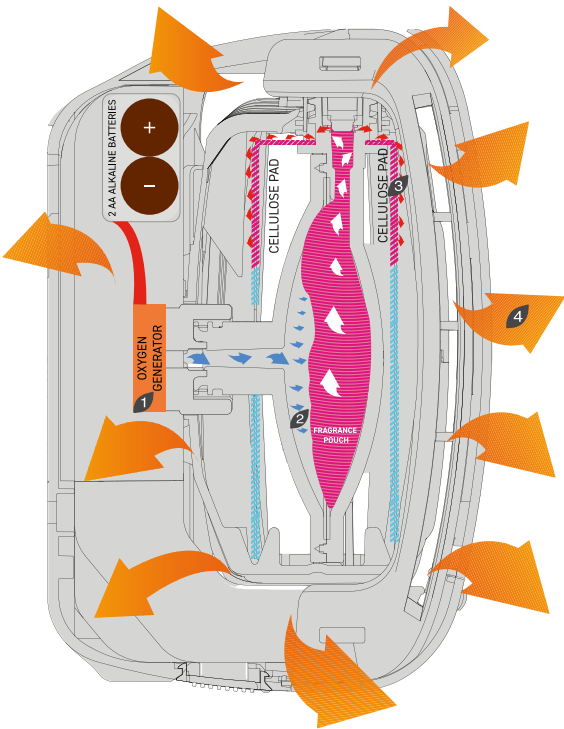 2 AA ALKALINE BATTERIES
+
−
CELLULOSE PAD
CELLULOSE PAD
3
4
OXYGEN
GENERATOR
1
2
FRAGRANCE
POUCH